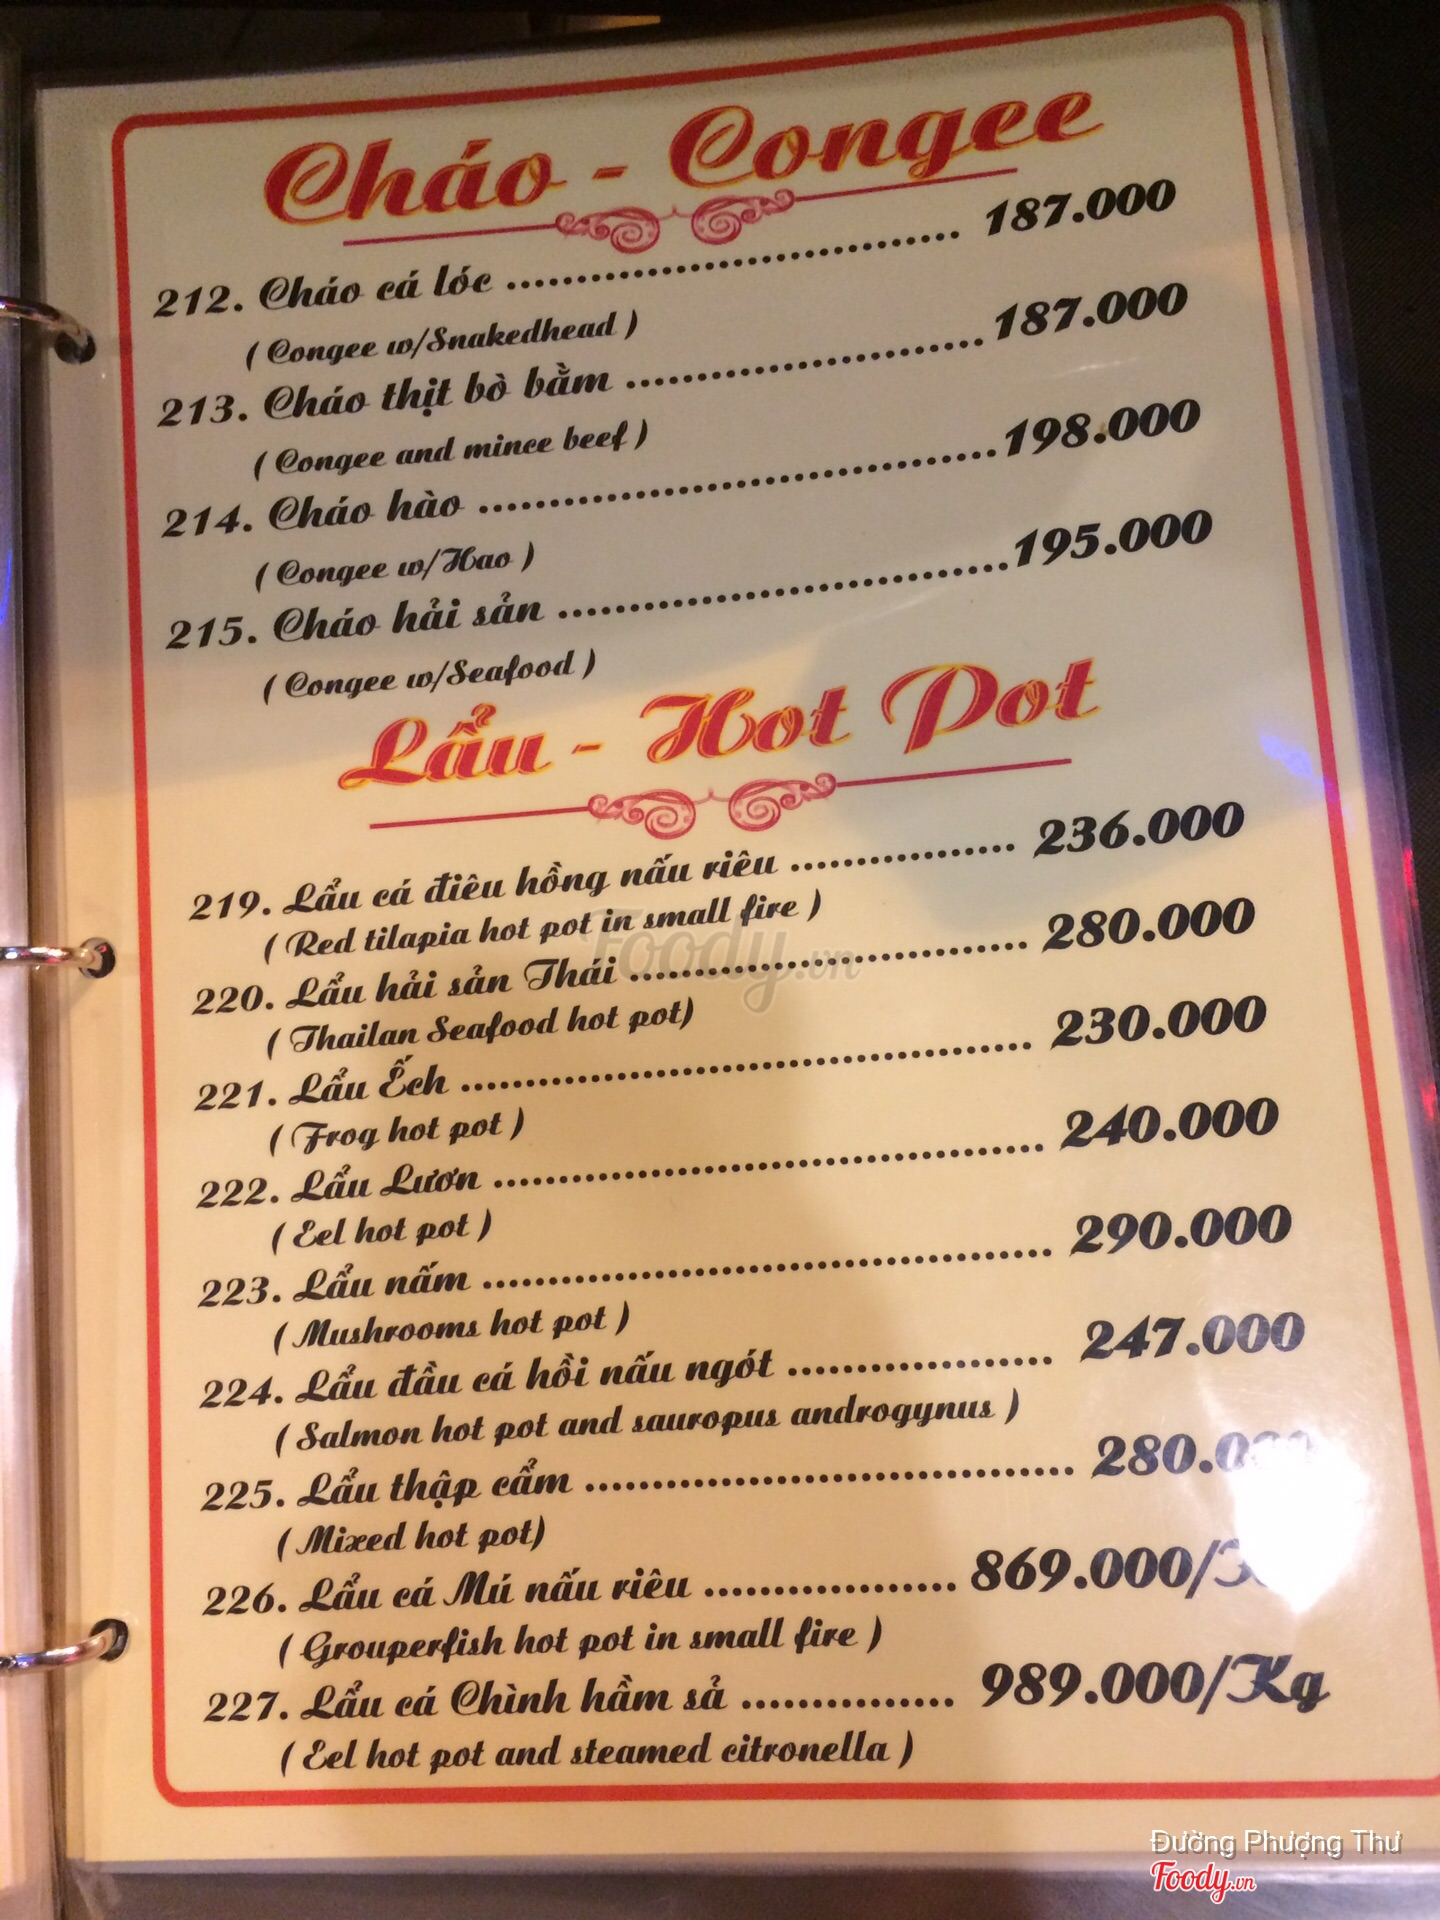 Cháo - Congee
212. Cháo cá lóc .................................. 187.000
( Congee w/Snakedhead )
213. Cháo thịt bò bằm ..........................187.000
( Congee and mince beef )
214. Cháo hào .....................................198.000
( Congee w/Hao )
215. Cháo hải sản ................................195.000
( Congee w/Seafood )
Lẩu - Hot Pot
219. Lẩu cá điêu hồng nấu riêu ................. 236.000
( Red tilapia hot pot in small fire )
220. Lẩu hải sản Thái .............................. 280.000
( Thailan Seafood hot pot)
221. Lẩu Ếch ........................................... 230.000
( Frog hot pot )
222. Lẩu Lươn ......................................... 240.000
( Eel hot pot )
223. Lẩu nấm ........................................... 290.000
( Mushrooms hot pot )
224. Lẩu đầu cá hồi nấu ngót .................... 247.000
( Salmon hot pot and sauropus androgynus )
225. Lẩu thập cẩm .................................... 280.0
( Mixed hot pot)
226. Lẩu cá Mú nấu riêu .................. 869.000/
( Grouperfish hot pot in small fire )
227. Lẩu cá Chình hầm sả ............... 989.000/Kg
( Eel hot pot and steamed citronella )
Foody.vn
Đường Phượng Thư
Foody.vn